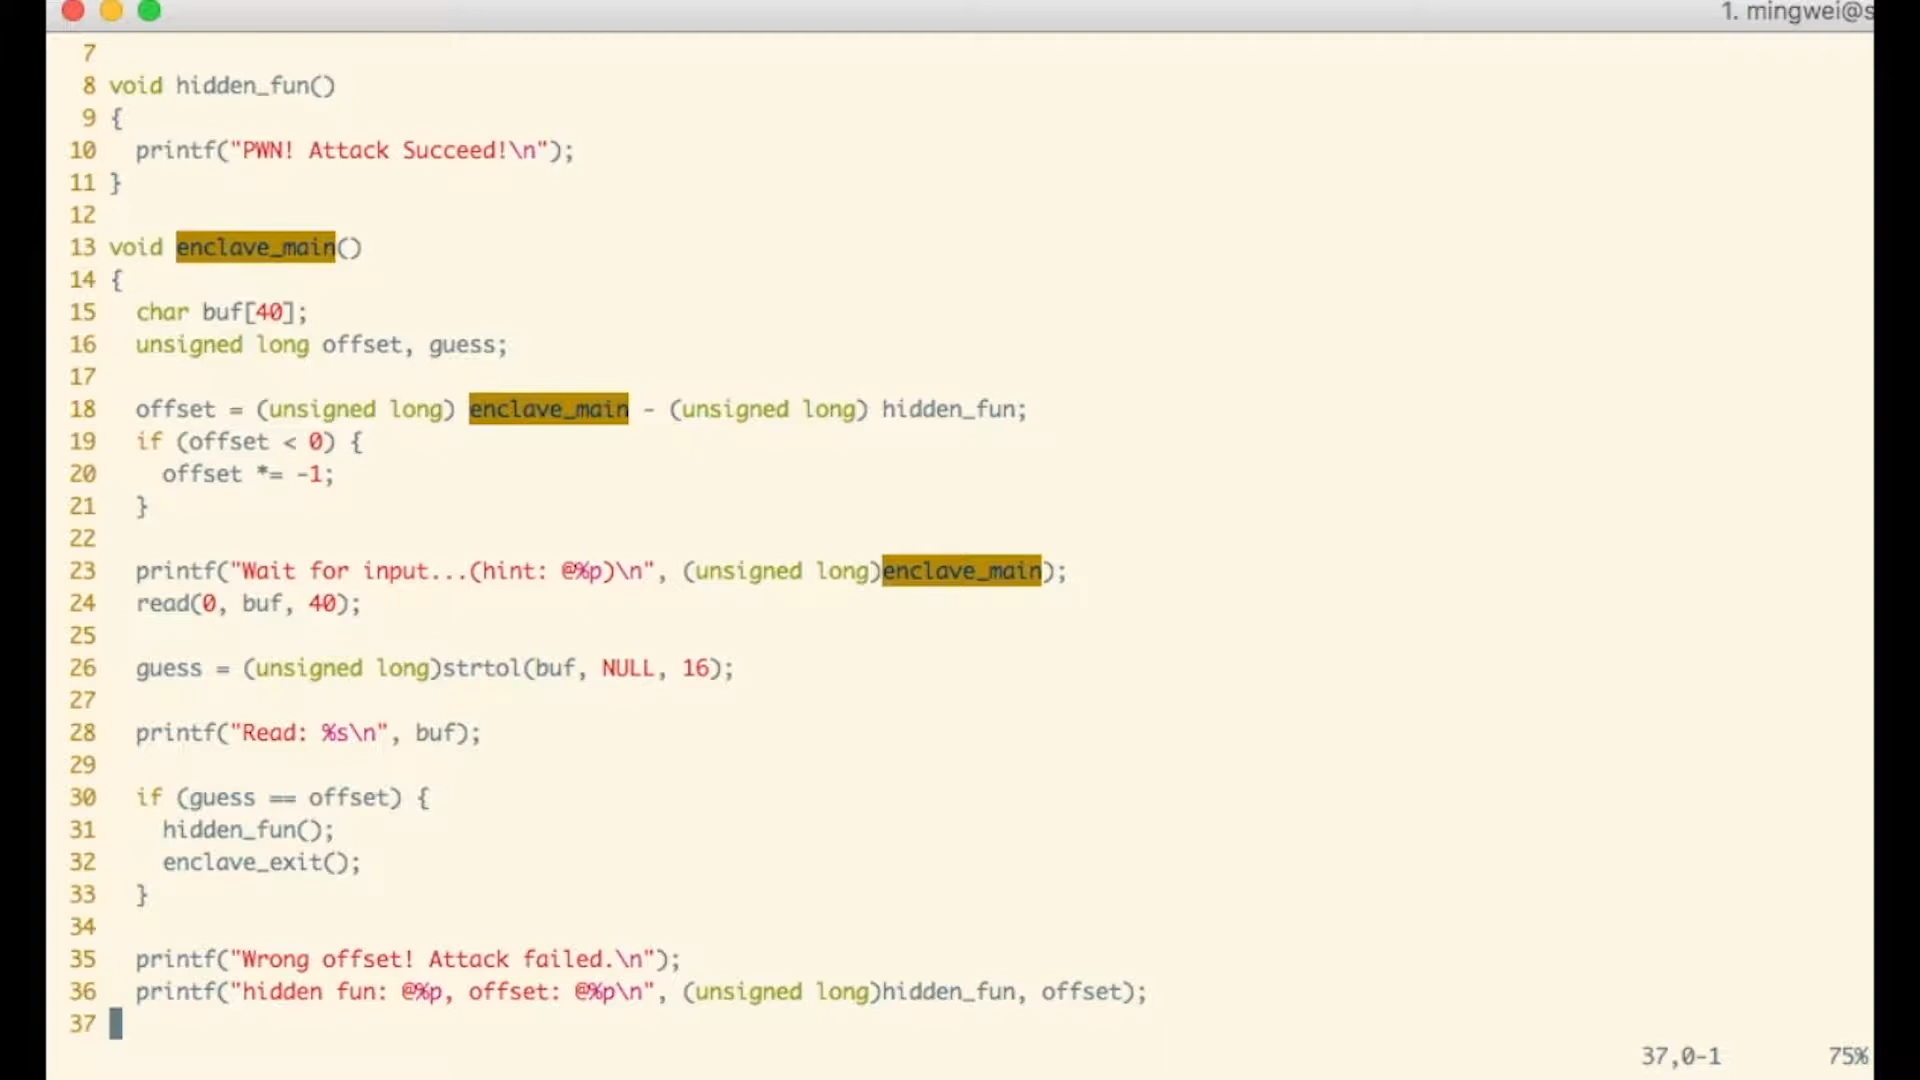 1. mingwei@s
7
8 void hidden_fun()
9 {
10 printf("PWN! Attack Succeed!\n");
11 }
12
13 void enclave_main()
14 {
15 char buf[40];
16 unsigned long offset, guess;
17
18 offset = (unsigned long) enclave_main - (unsigned long) hidden_fun;
19 if (offset < 0) {
20 offset *= -1;
21 }
22
23 printf("Wait for input...(hint: @%p)\n", (unsigned long)enclave_main);
24 read(0, buf, 40);
25
26 guess = (unsigned long)strtol(buf, NULL, 16);
27
28 printf("Read: %s\n", buf);
29
30 if (guess == offset) {
31 hidden_fun();
32 enclave_exit();
33 }
34
35 printf("Wrong offset! Attack failed.\n");
36 printf("hidden fun: @%p, offset: @%p\n", (unsigned long)hidden_fun, offset);
37
37,0-1 75%